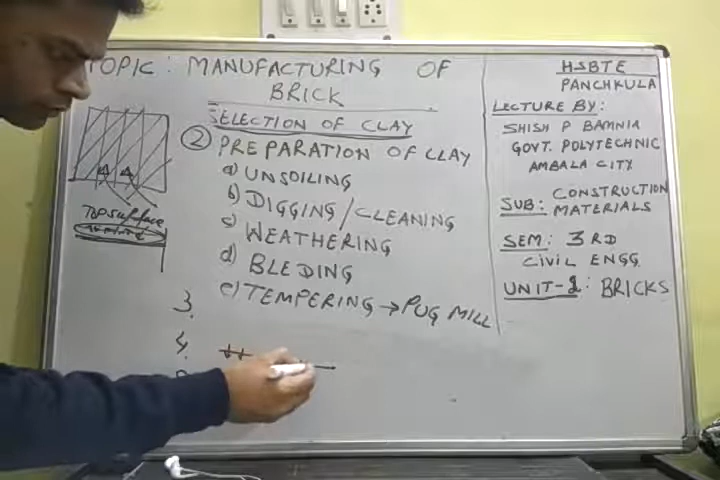 TOPIC: MANUFACTURING OF
BRICK
SELECTION OF CLAY
② PREPARATION OF CLAY
a) UNSOILING
b) DIGGING/CLEANING
c) WEATHERING
d) BLEDING
e) TEMPERING → PUG MILL
3.
4.
Top surface
HSBTE
PANCHKULA
LECTURE BY:
SHISH P BAMNIA
GOVT. POLYTECHNIC
AMBALA CITY
SUB: CONSTRUCTION
MATERIALS
SEM: 3RD
CIVIL ENGG.
UNIT-1: BRICKS